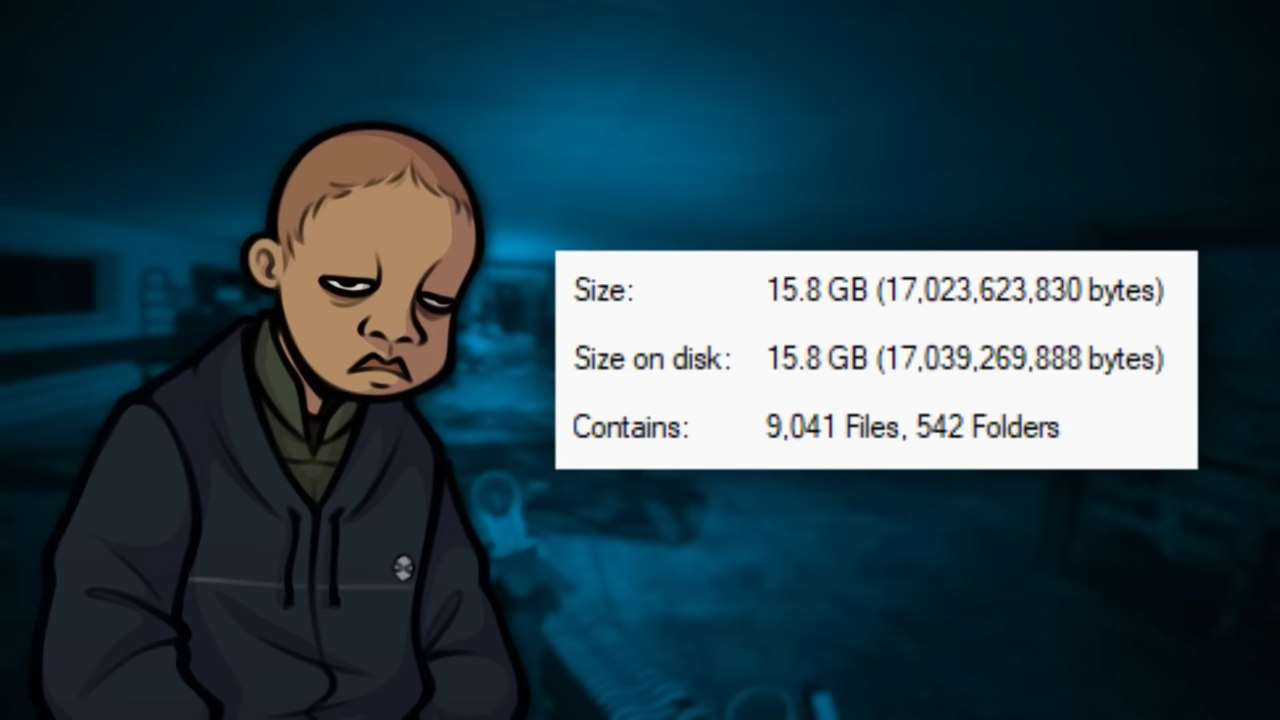 Size: 15.8 GB (17,023,623,830 bytes)
Size on disk: 15.8 GB (17,039,269,888 bytes)
Contains: 9,041 Files, 542 Folders